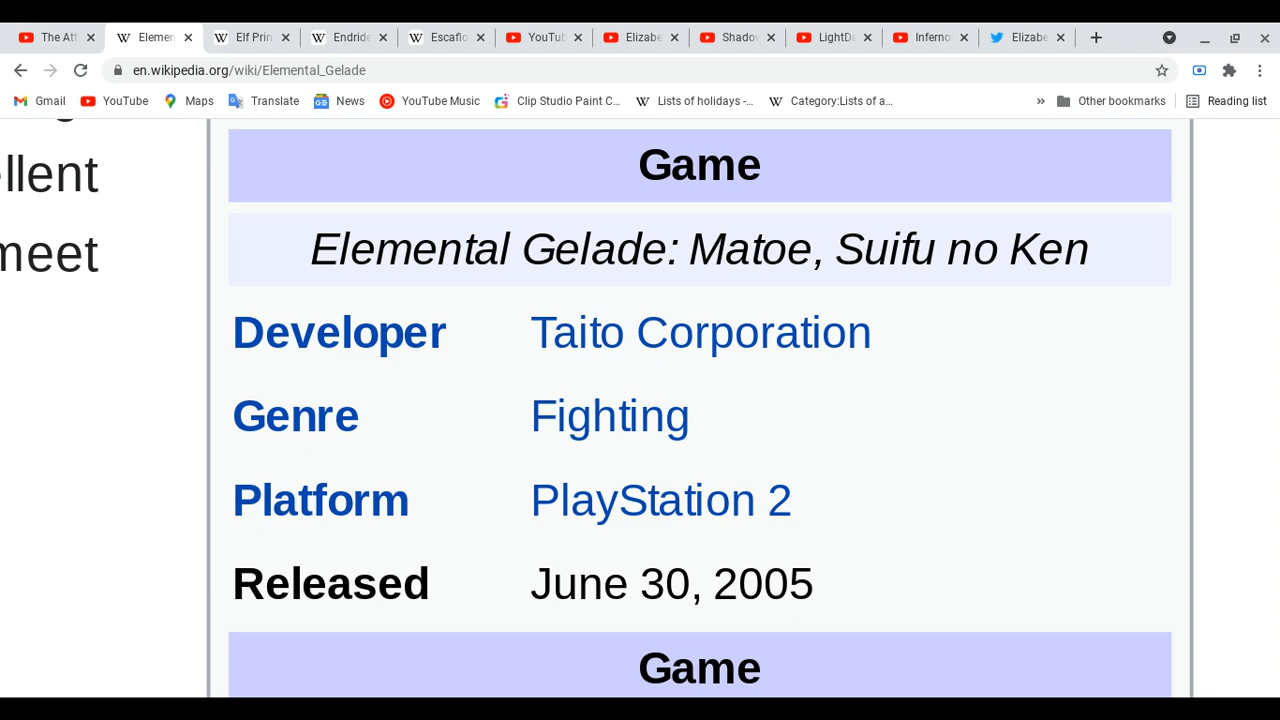 The Att
Elemen
Elf Prin
Endride
Escaflo
YouTub
Elizabe
Shadow
LightDa
Inferno
Elizabe
en.wikipedia.org/wiki/Elemental_Gelade
Gmail YouTube Maps Translate News YouTube Music Clip Studio Paint C... Lists of holidays -... Category:Lists of a... » Other bookmarks Reading list
ellent
meet
Game
Elemental Gelade: Matoe, Suifu no Ken
Developer Taito Corporation
Genre Fighting
Platform PlayStation 2
Released June 30, 2005
Game